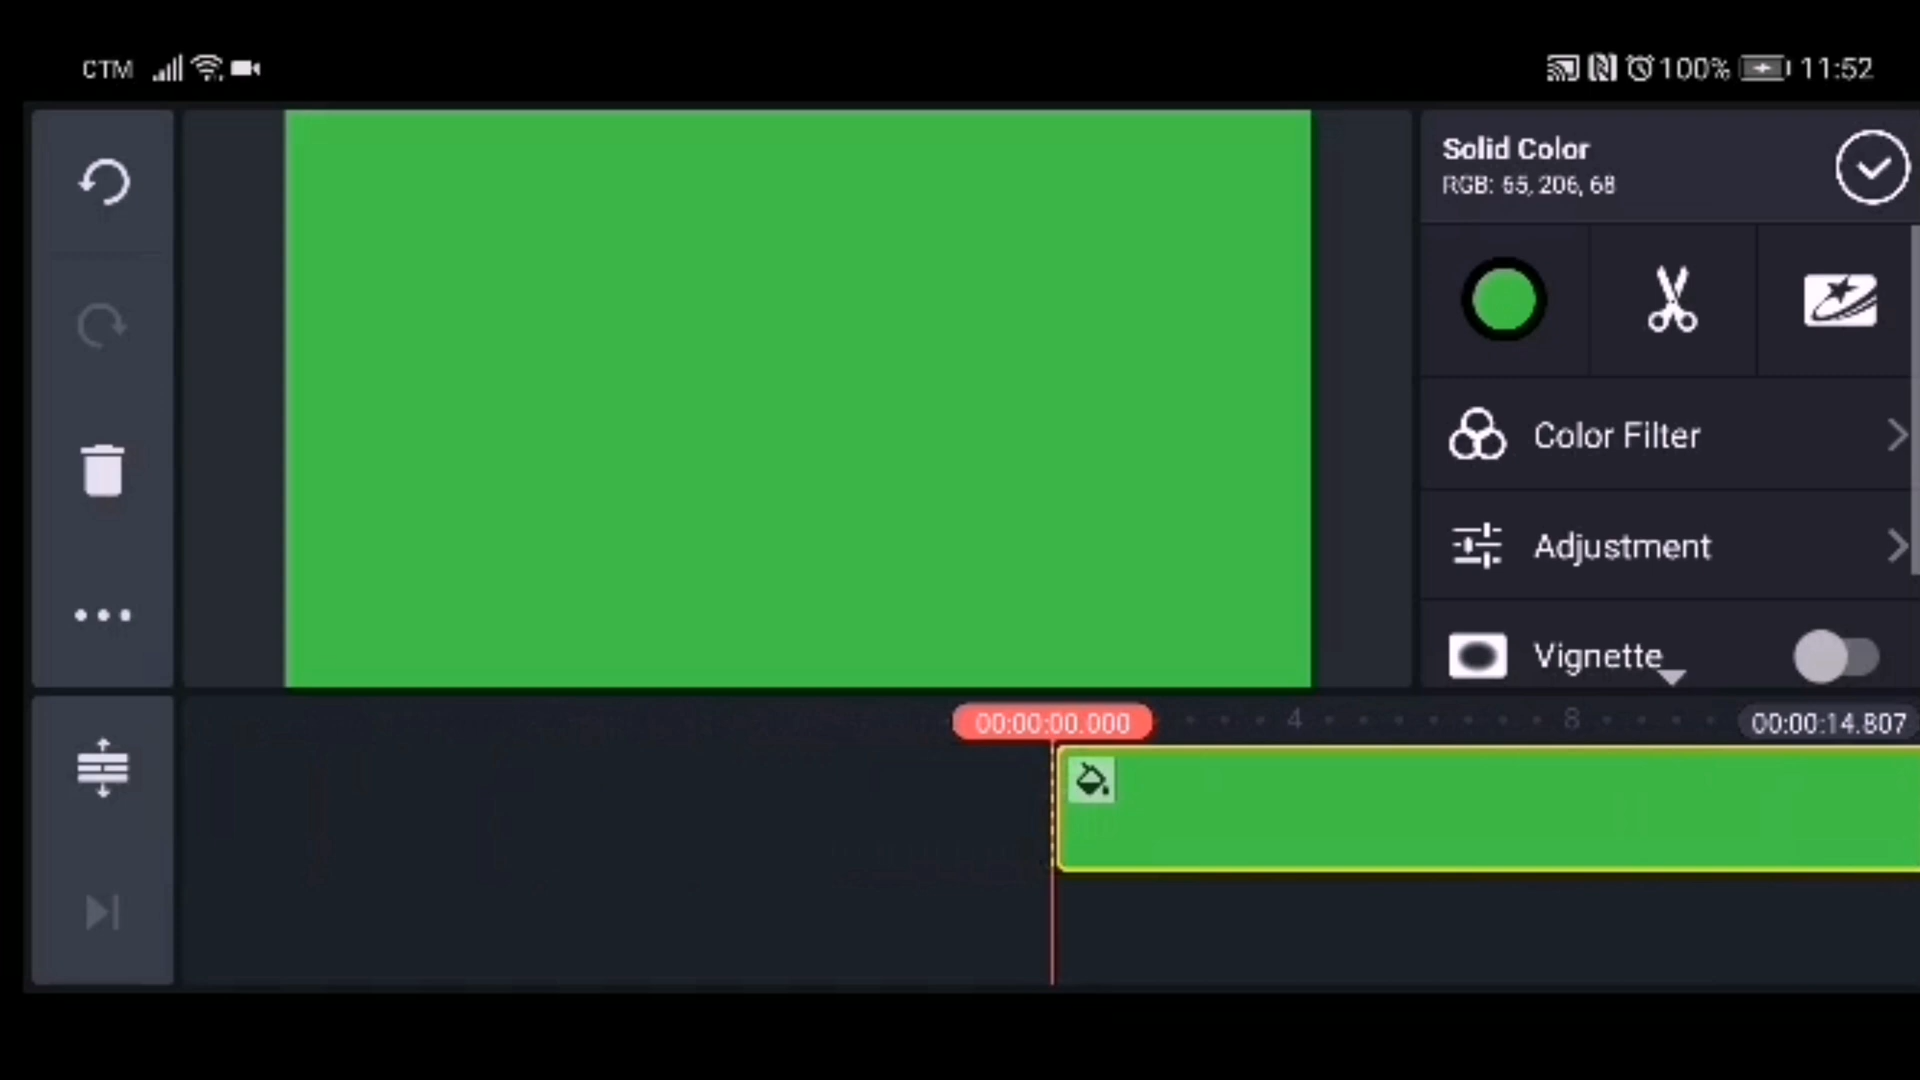 CTM 100% 11:52
Solid Color
RGB: 65, 206, 68
Color Filter
Adjustment
Vignette
00:00:00.000 4 8 00:00:14.807